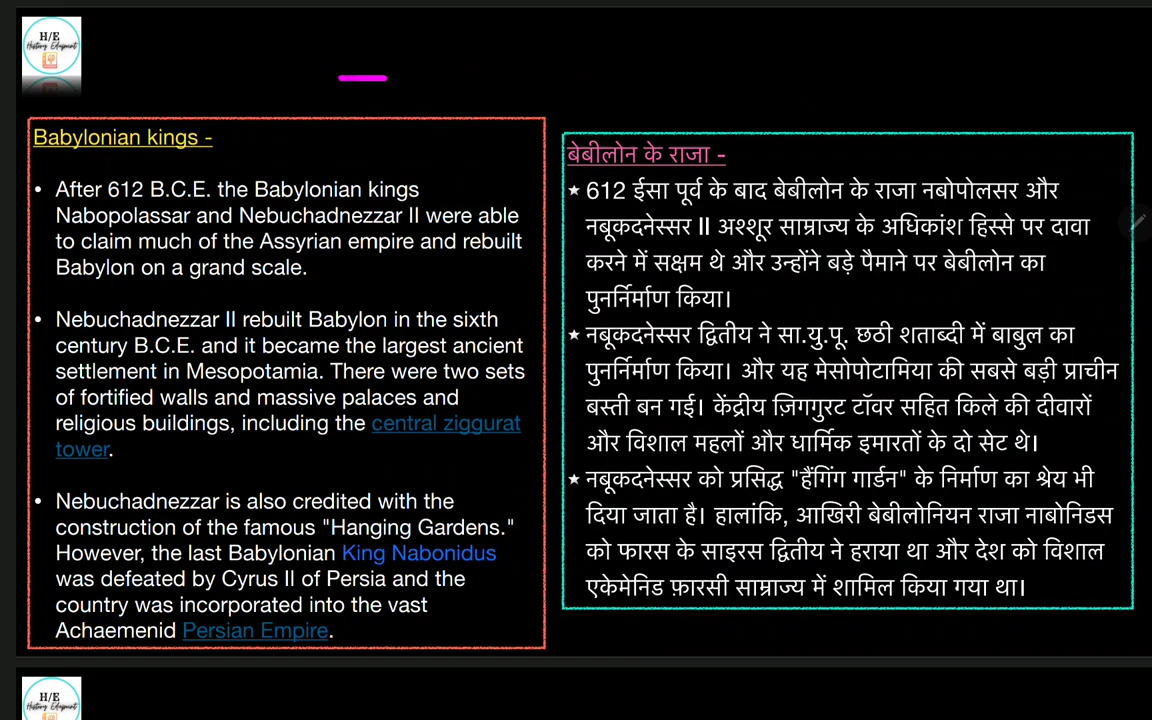 H/E
History Edupoint
Babylonian kings -
• After 612 B.C.E. the Babylonian kings
Nabopolassar and Nebuchadnezzar II were able
to claim much of the Assyrian empire and rebuilt
Babylon on a grand scale.
• Nebuchadnezzar II rebuilt Babylon in the sixth
century B.C.E. and it became the largest ancient
settlement in Mesopotamia. There were two sets
of fortified walls and massive palaces and
religious buildings, including the central ziggurat
tower.
• Nebuchadnezzar is also credited with the
construction of the famous "Hanging Gardens."
However, the last Babylonian King Nabonidus
was defeated by Cyrus II of Persia and the
country was incorporated into the vast
Achaemenid Persian Empire.
बेबीलोन के राजा -
★ 612 ईसा पूर्व के बाद बेबीलोन के राजा नबोपोलसर और
नबूकदनेस्सर II अश्शूर साम्राज्य के अधिकांश हिस्से पर दावा
करने में सक्षम थे और उन्होंने बड़े पैमाने पर बेबीलोन का
पुनर्निर्माण किया।
★ नबूकदनेस्सर द्वितीय ने सा.यु.पू. छठी शताब्दी में बाबुल का
पुनर्निर्माण किया। और यह मेसोपोटामिया की सबसे बड़ी प्राचीन
बस्ती बन गई। केंद्रीय ज़िगगुरट टॉवर सहित किले की दीवारों
और विशाल महलों और धार्मिक इमारतों के दो सेट थे।
★ नबूकदनेस्सर को प्रसिद्ध "हैंगिंग गार्डन" के निर्माण का श्रेय भी
दिया जाता है। हालांकि, आखिरी बेबीलोनियन राजा नाबोनिडस
को फारस के साइरस द्वितीय ने हराया था और देश को विशाल
एकेमेनिड फ़ारसी साम्राज्य में शामिल किया गया था।
H/E
History Edupoint